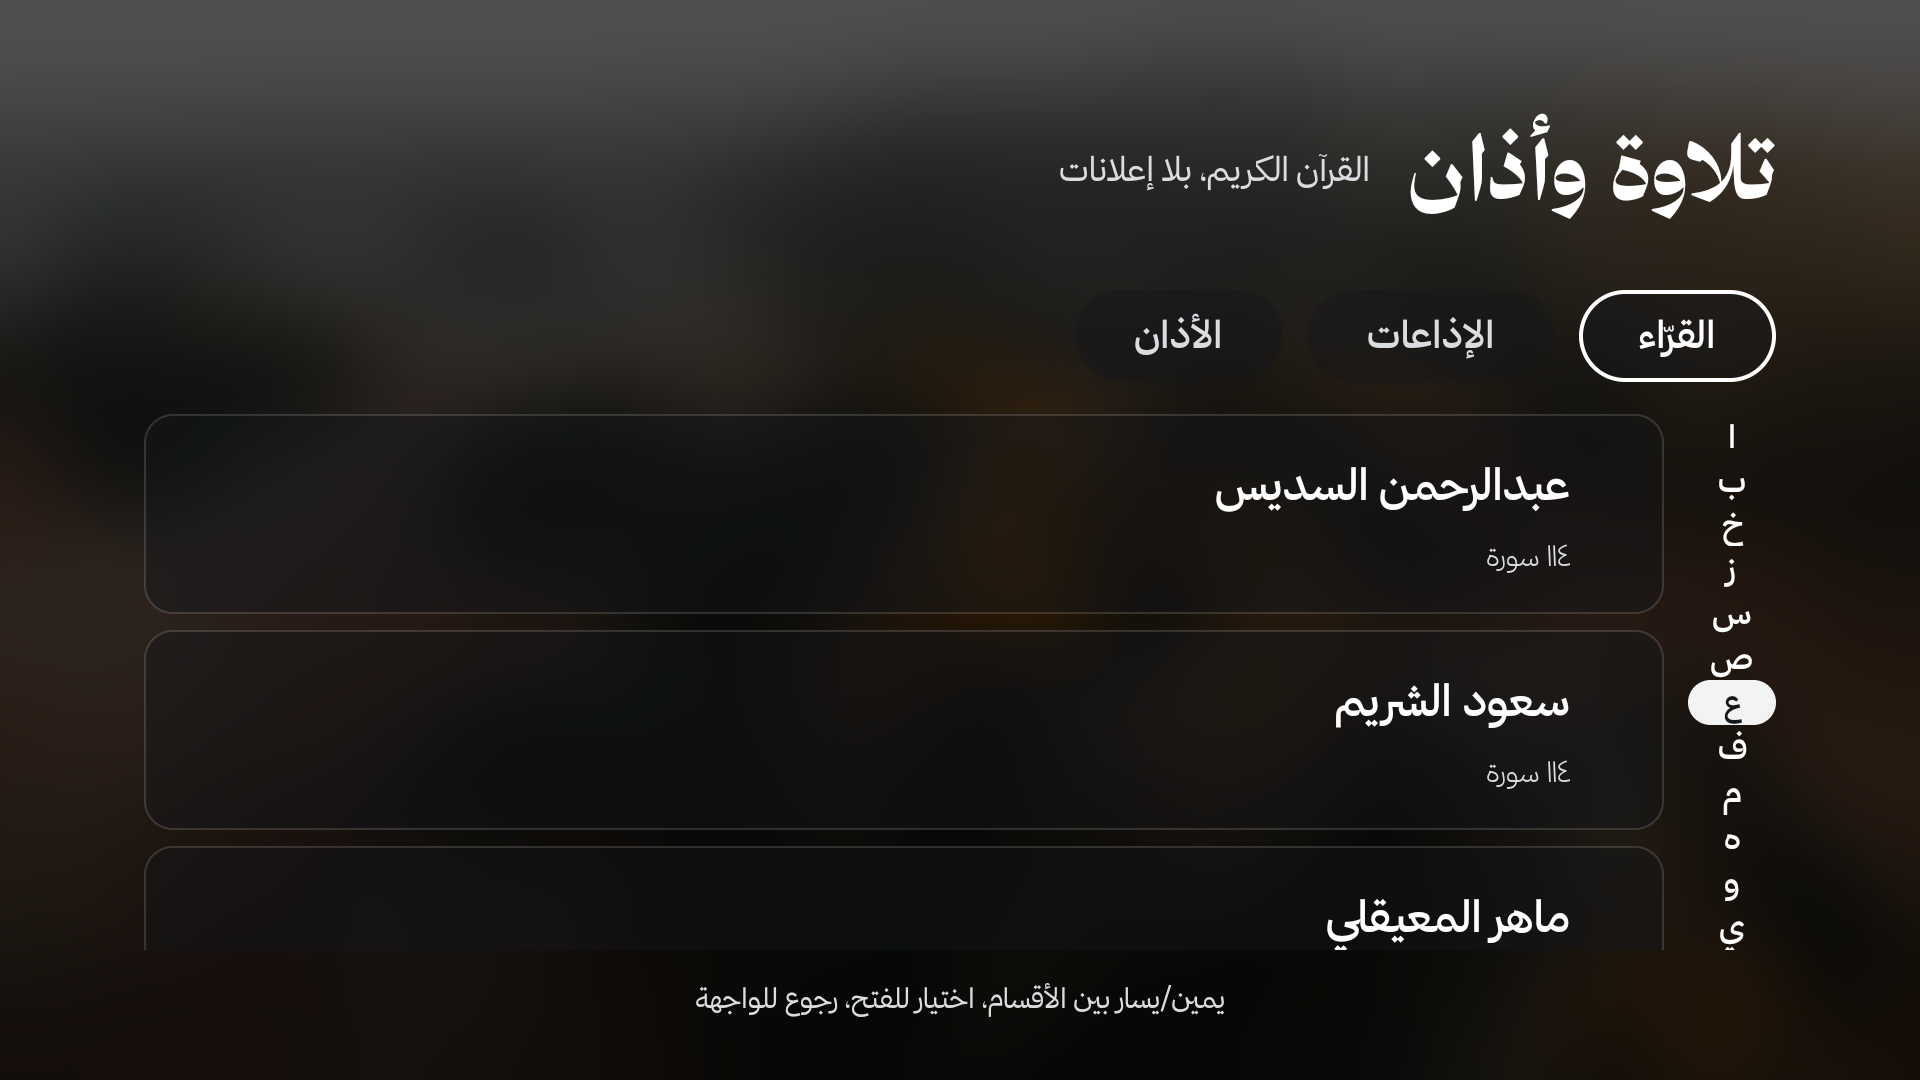 تلاوة وأذان
القرآن الكريم، بلا إعلانات
القرّاء
الإذاعات
الأذان
ا
ب
خ
ز
س
ص
ع
ف
م
ه
و
ي
عبدالرحمن السديس
١١٤ سورة
سعود الشريم
١١٤ سورة
ماهر المعيقلي
يمين/يسار بين الأقسام، اختيار للفتح، رجوع للواجهة